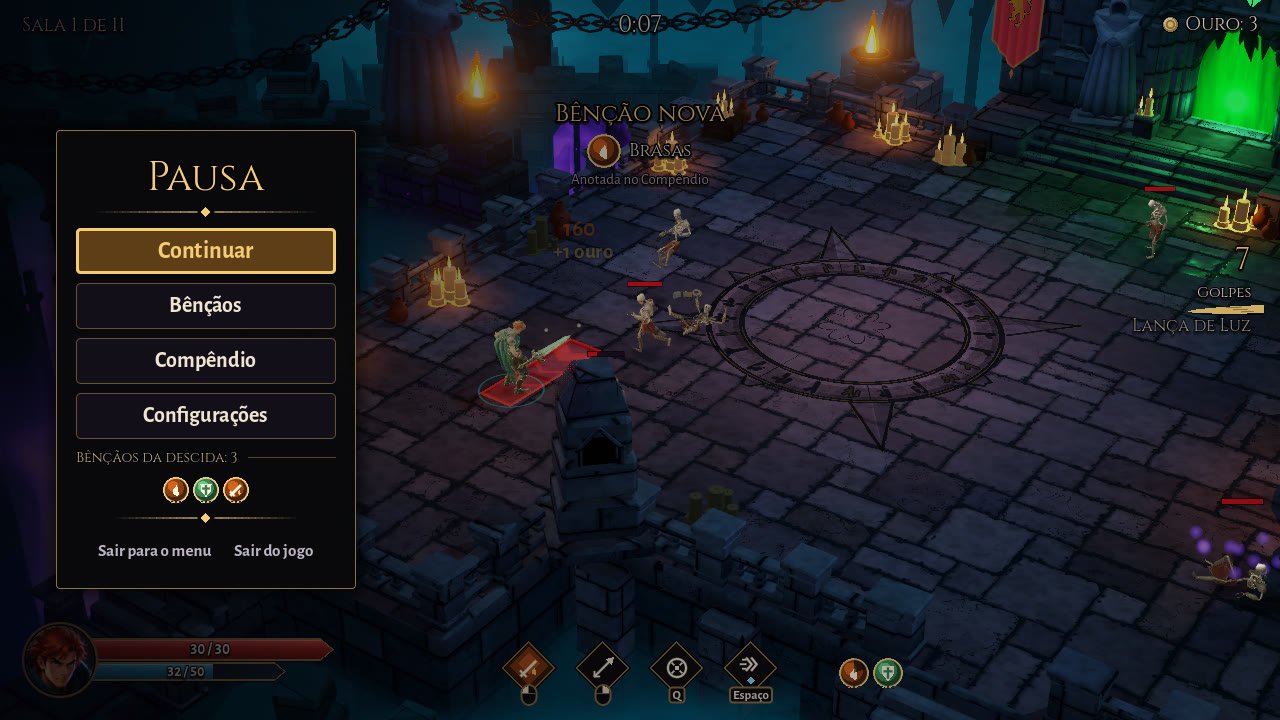 SALA 1 DE 11
0:07
OURO: 3
BÊNÇÃO NOVA
BRASAS
Anotada no Compêndio
PAUSA
Continuar
Bênçãos
Compêndio
Configurações
BÊNÇÃOS DA DESCIDA: 3
Sair para o menu
Sair do jogo
160
+1 ouro
7
GOLPES
LANÇA DE LUZ
30/30
32/50
Q
Espaço